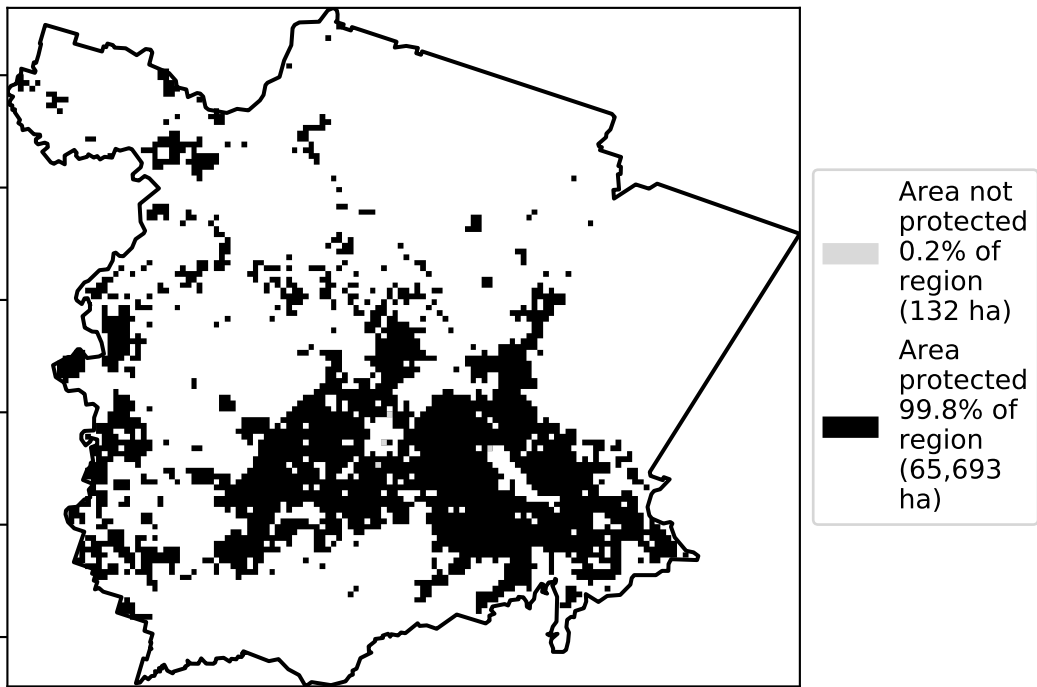 Area not
protected
0.2% of
region
(132 ha)
Area
protected
99.8% of
region
(65,693
ha)